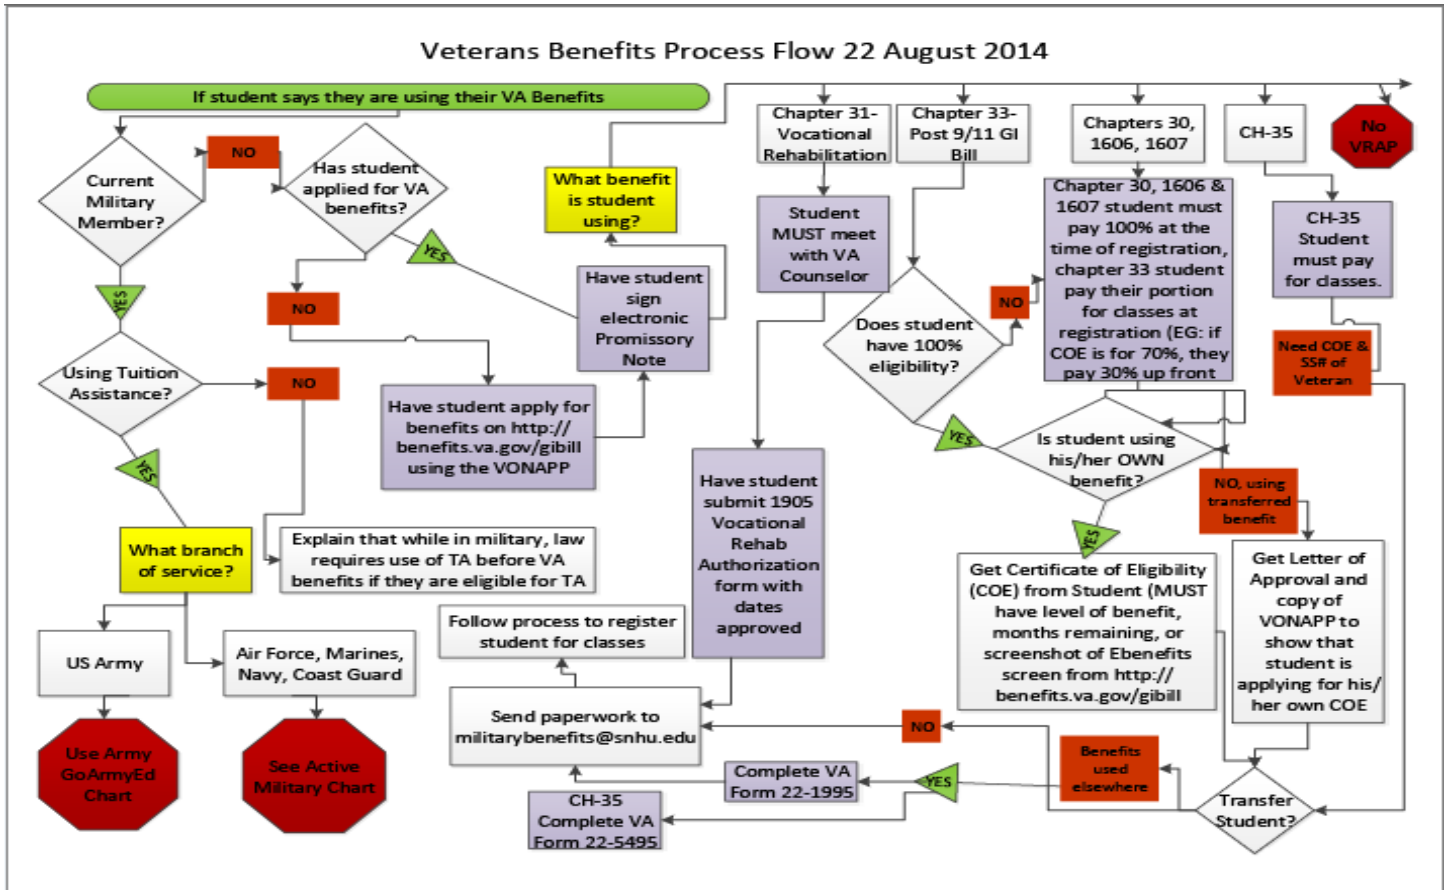 Veterans Benefits Process Flow 22 August 2014
If student says they are using their VA Benefits
Current
Military
Member?
NO
Has student
applied for VA
benefits?
YES
NO
YES
Using Tuition
Assistance?
NO
YES
What branch
of service?
US Army
Air Force, Marines,
Navy, Coast Guard
Use Army
GoArmyEd
Chart
See Active
Military Chart
Explain that while in military, law
requires use of TA before VA
benefits if they are eligible for TA
Have student apply for
benefits on http://
benefits.va.gov/gibill
using the VONAPP
Have student
sign
electronic
Promissory
Note
What benefit
is student
using?
Chapter 31-
Vocational
Rehabilitation
Student
MUST meet
with VA
Counselor
Have student
submit 1905
Vocational
Rehab
Authorization
form with
dates
approved
Chapter 33-
Post 9/11 GI
Bill
Does student
have 100%
eligibility?
NO
YES
Chapters 30,
1606, 1607
Chapter 30, 1606 &
1607 student must
pay 100% at the
time of registration,
chapter 33 student
pay their portion
for classes at
registration (EG: if
COE is for 70%, they
pay 30% up front
CH-35
CH-35
Student
must pay
for classes.
Need COE &
SS# of
Veteran
No
VRAP
Is student using
his/her OWN
benefit?
YES
NO, using
transferred
benefit
Get Certificate of Eligibility
(COE) from Student (MUST
have level of benefit,
months remaining, or
screenshot of Ebenefits
screen from http://
benefits.va.gov/gibill
Get Letter of
Approval and
copy of
VONAPP to
show that
student is
applying for his/
her own COE
Transfer
Student?
NO
Benefits
used
elsewhere
YES
Complete VA
Form 22-1995
CH-35
Complete VA
Form 22-5495
Send paperwork to
militarybenefits@snhu.edu
Follow process to register
student for classes